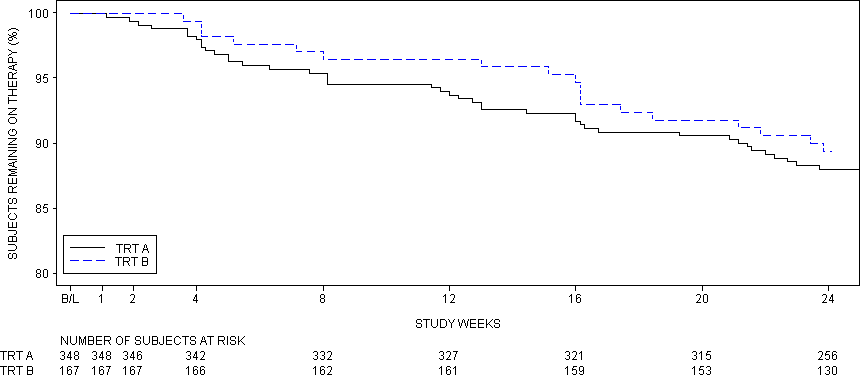 SUBJECTS REMAINING ON THERAPY (%)
100
95
90
85
80
TRT A
TRT B
B/L 1 2 4 8 12 16 20 24
STUDY WEEKS
NUMBER OF SUBJECTS AT RISK
TRT A 348 348 346 342 332 327 321 315 256
TRT B 167 167 167 166 162 161 159 153 130